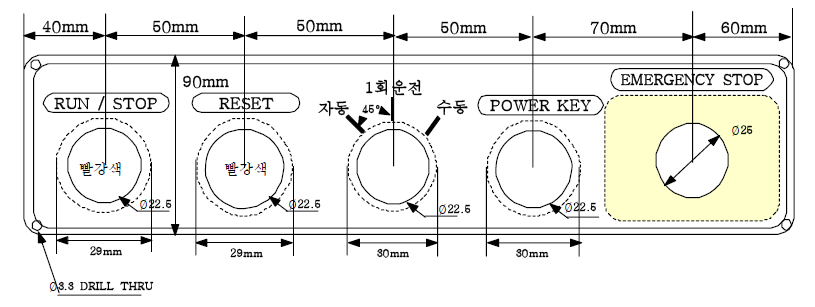 40mm 50mm 50mm 50mm 70mm 60mm
90mm
RUN / STOP RESET 1회운전 POWER KEY EMERGENCY STOP
자동 45° 수동
빨강색 빨강색 Ø25
Ø22.5 Ø22.5 Ø22.5 Ø22.5
29mm 29mm 30mm 30mm
Ø3.3 DRILL THRU